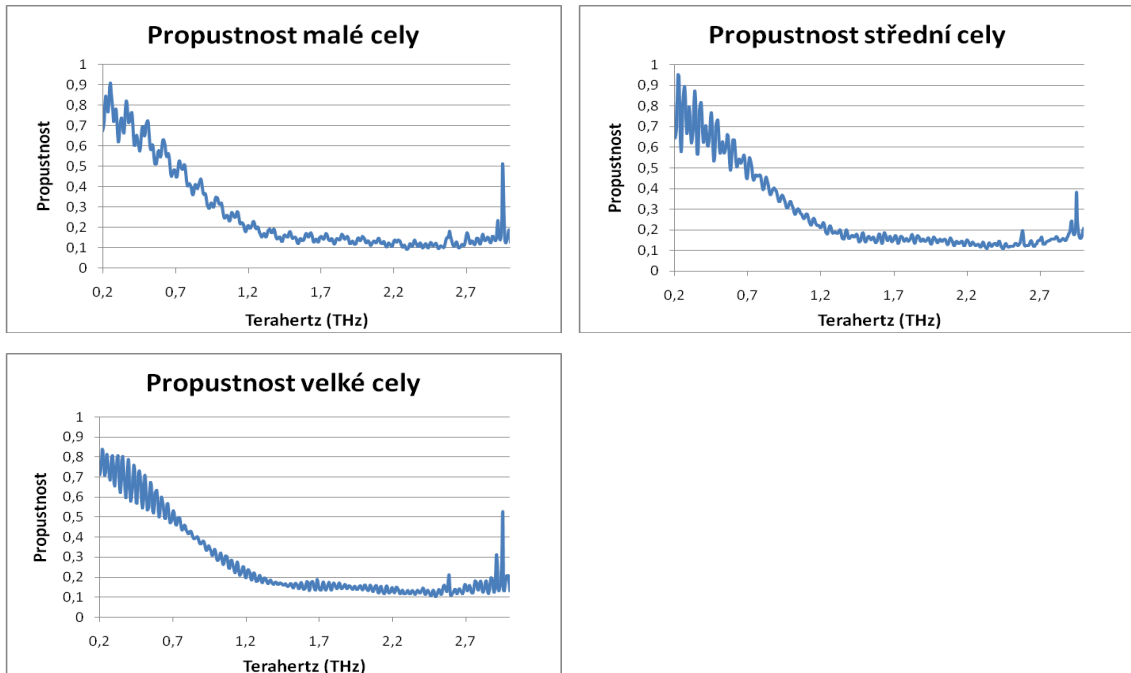 Propustnost malé cely
1
0,9
0,8
0,7
0,6
0,5
0,4
0,3
0,2
0,1
0
Propustnost
0,2 0,7 1,2 1,7 2,2 2,7
Terahertz (THz)
Propustnost střední cely
1
0,9
0,8
0,7
0,6
0,5
0,4
0,3
0,2
0,1
0
Propustnost
0,2 0,7 1,2 1,7 2,2 2,7
Terahertz (THz)
Propustnost velké cely
1
0,9
0,8
0,7
0,6
0,5
0,4
0,3
0,2
0,1
0
Propustnost
0,2 0,7 1,2 1,7 2,2 2,7
Terahertz (THz)